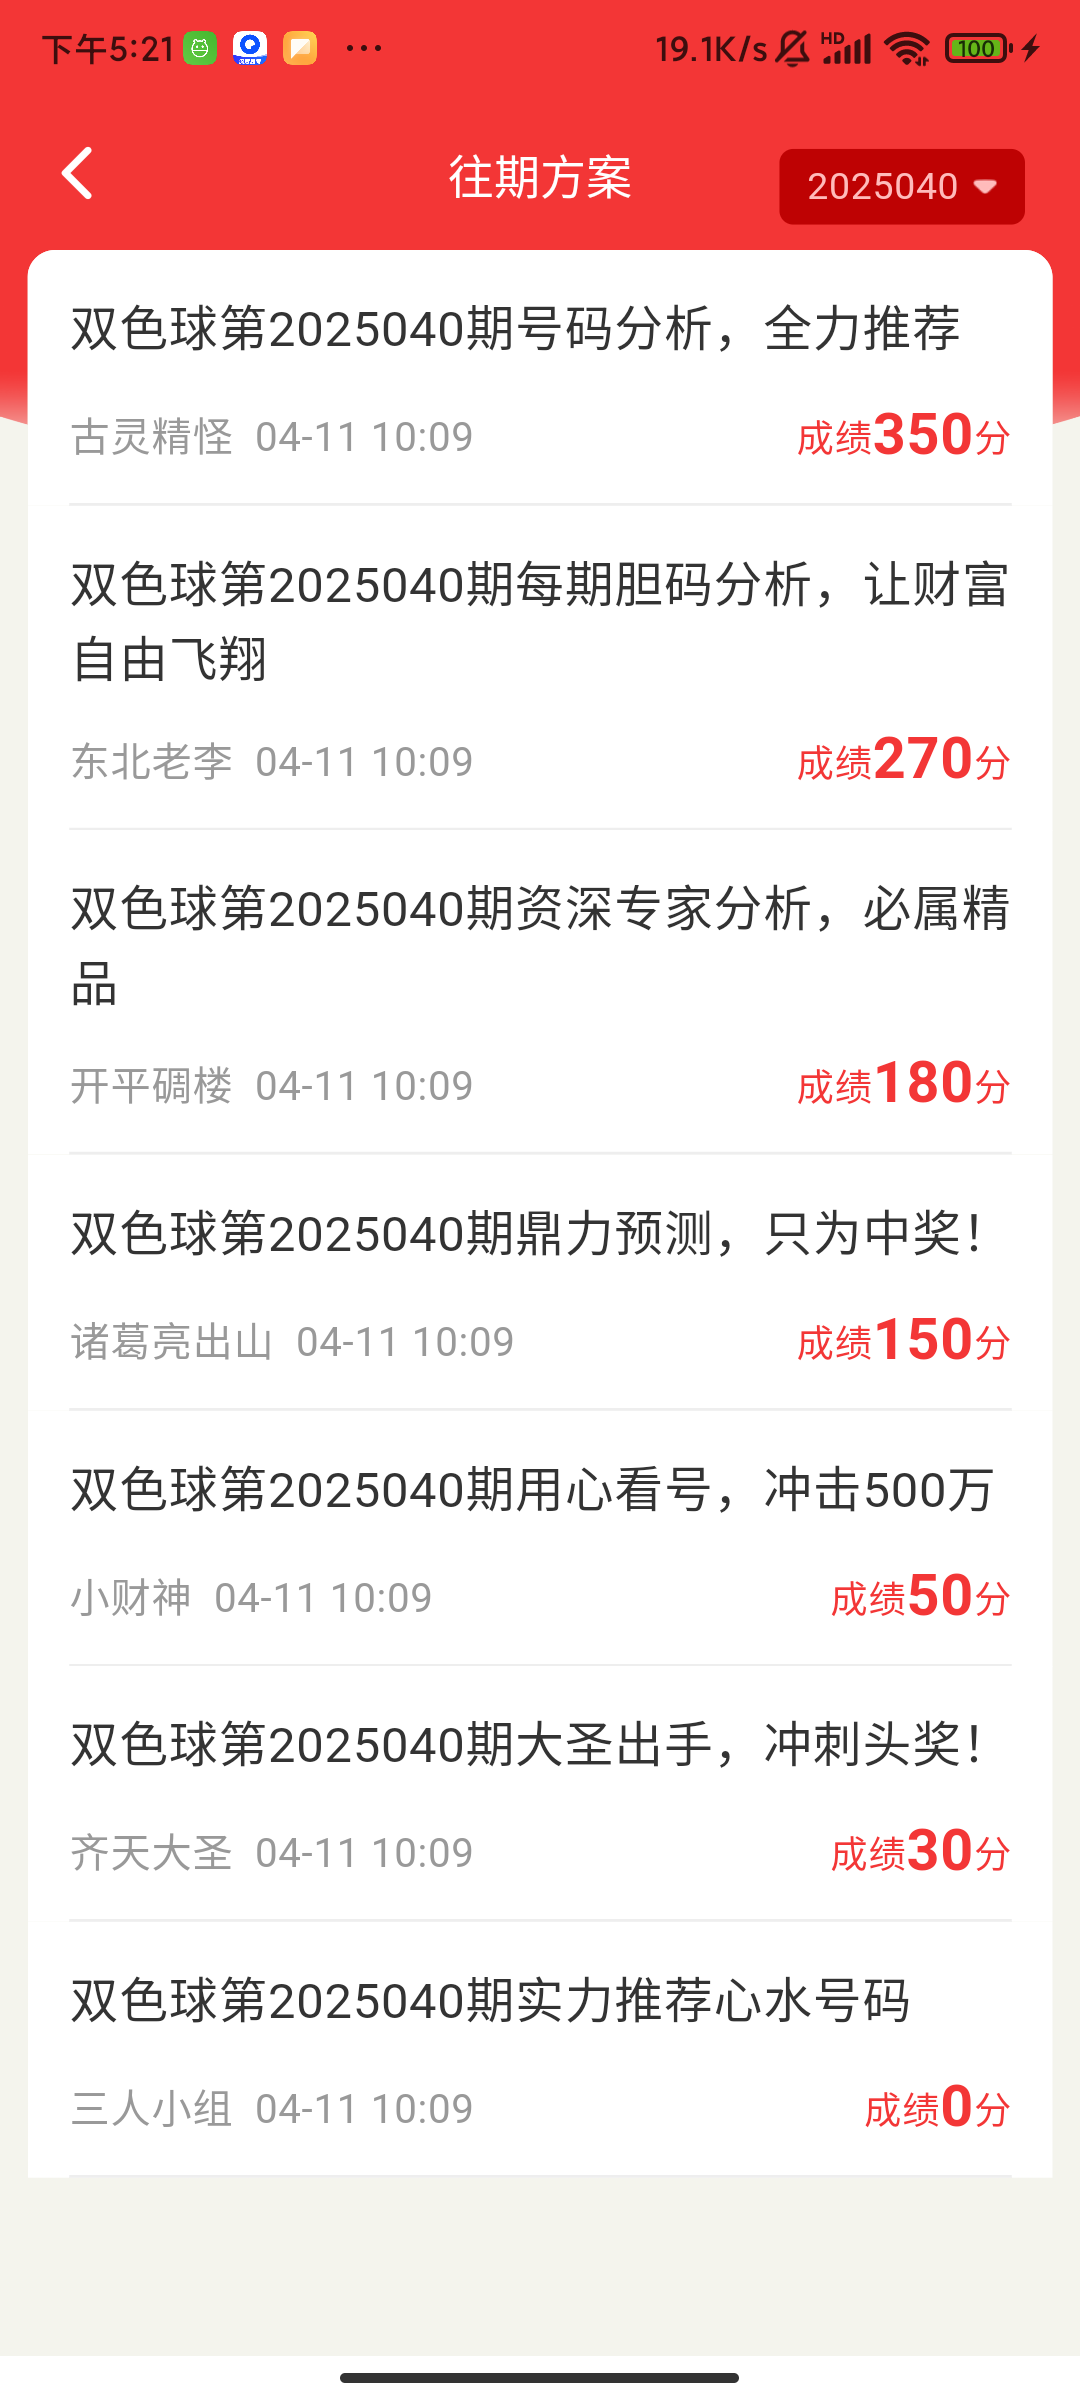 下午5:21 ... 19.1K/s HD 100
往期方案
2025040
双色球第2025040期号码分析，全力推荐
古灵精怪 04-11 10:09 成绩350分
双色球第2025040期每期胆码分析，让财富
自由飞翔
东北老李 04-11 10:09 成绩270分
双色球第2025040期资深专家分析，必属精
品
开平碉楼 04-11 10:09 成绩180分
双色球第2025040期鼎力预测，只为中奖！
诸葛亮出山 04-11 10:09 成绩150分
双色球第2025040期用心看号，冲击500万
小财神 04-11 10:09 成绩50分
双色球第2025040期大圣出手，冲刺头奖！
齐天大圣 04-11 10:09 成绩30分
双色球第2025040期实力推荐心水号码
三人小组 04-11 10:09 成绩0分